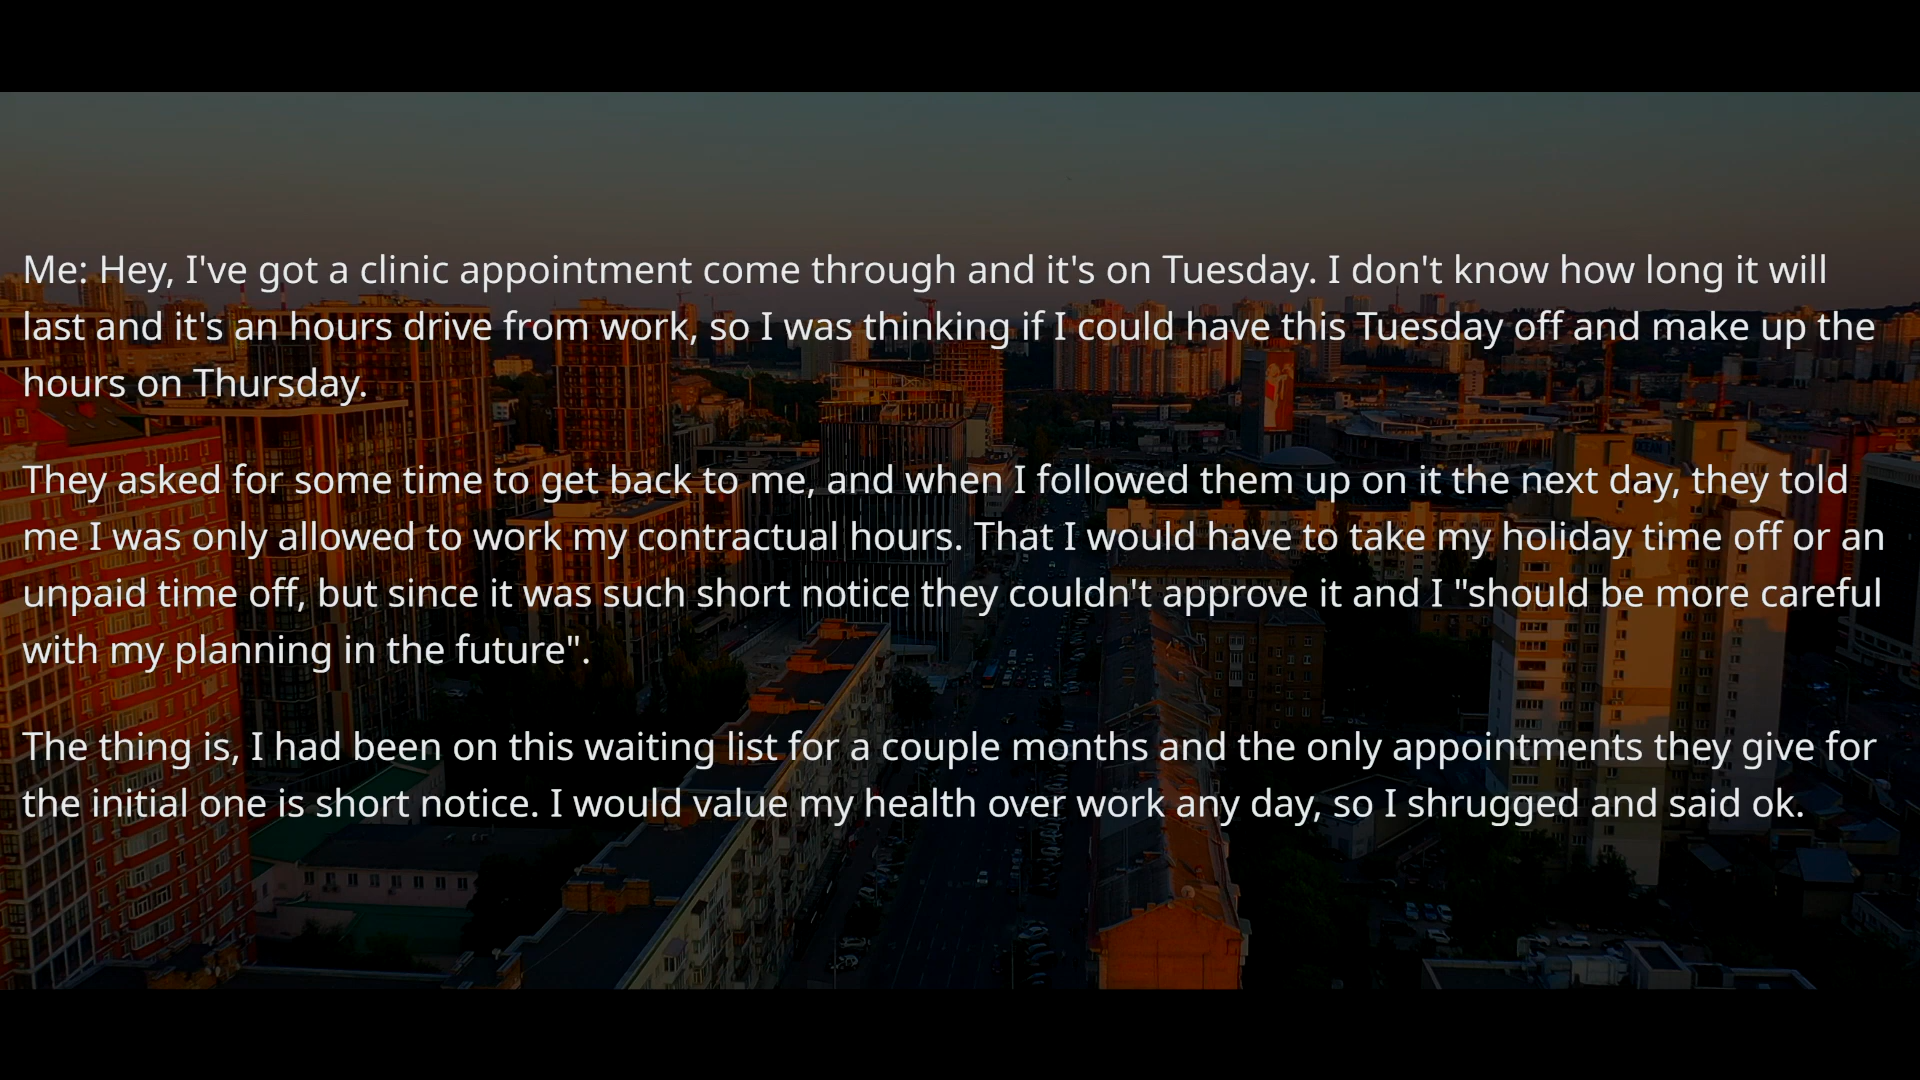 Me: Hey, I've got a clinic appointment come through and it's on Tuesday. I don't know how long it will
last and it's an hours drive from work, so I was thinking if I could have this Tuesday off and make up the
hours on Thursday.
They asked for some time to get back to me, and when I followed them up on it the next day, they told
me I was only allowed to work my contractual hours. That I would have to take my holiday time off or an
unpaid time off, but since it was such short notice they couldn't approve it and I "should be more careful
with my planning in the future".
The thing is, I had been on this waiting list for a couple months and the only appointments they give for
the initial one is short notice. I would value my health over work any day, so I shrugged and said ok.